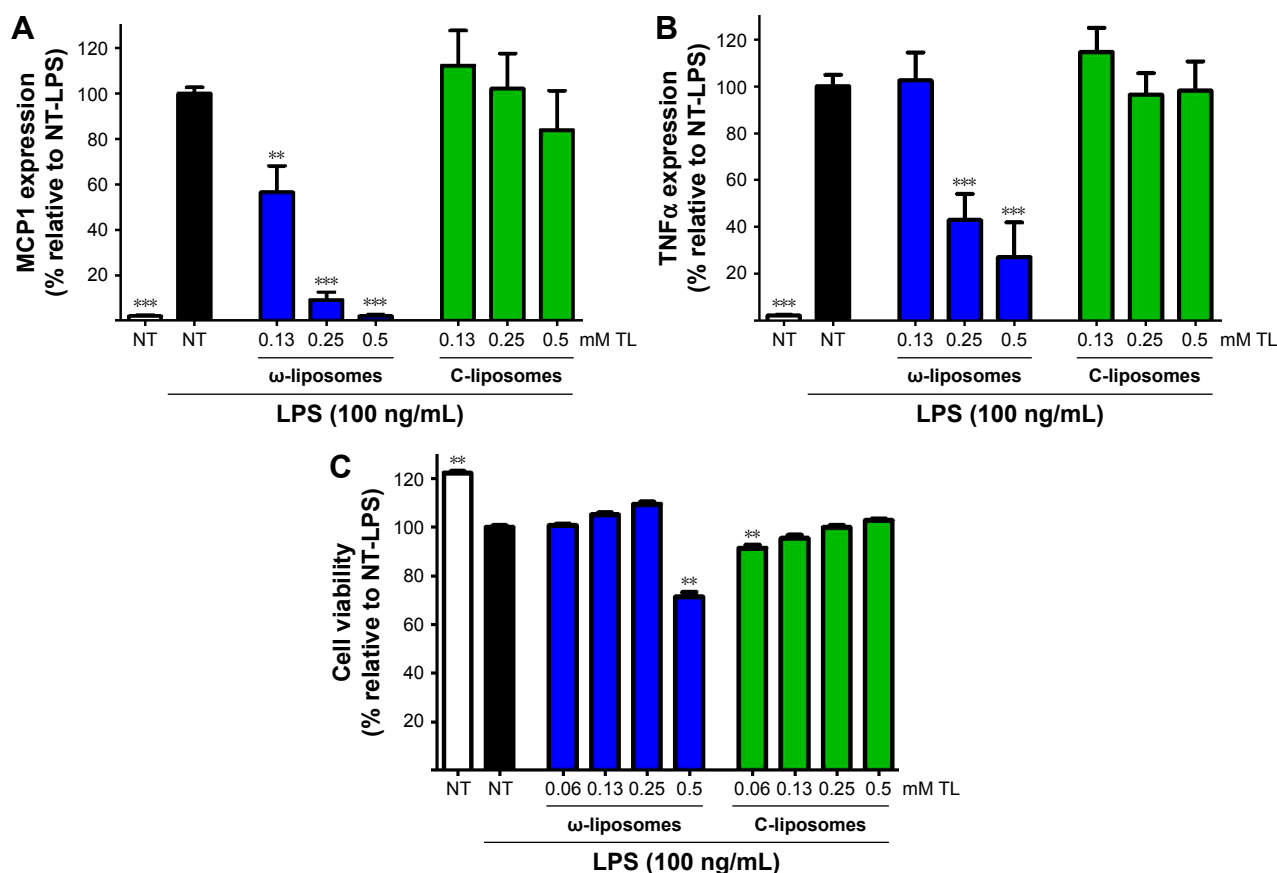 A
MCP1 expression
(% relative to NT-LPS)
120
100
80
60
40
20
***
**
***
***
NT NT 0.13 0.25 0.5 0.13 0.25 0.5 mM TL
ω-liposomes C-liposomes
LPS (100 ng/mL)
B
TNFα expression
(% relative to NT-LPS)
120
100
80
60
40
20
***
***
***
NT NT 0.13 0.25 0.5 0.13 0.25 0.5 mM TL
ω-liposomes C-liposomes
LPS (100 ng/mL)
C
Cell viability
(% relative to NT-LPS)
120
100
80
60
40
20
**
**
**
NT NT 0.06 0.13 0.25 0.5 0.06 0.13 0.25 0.5 mM TL
ω-liposomes C-liposomes
LPS (100 ng/mL)